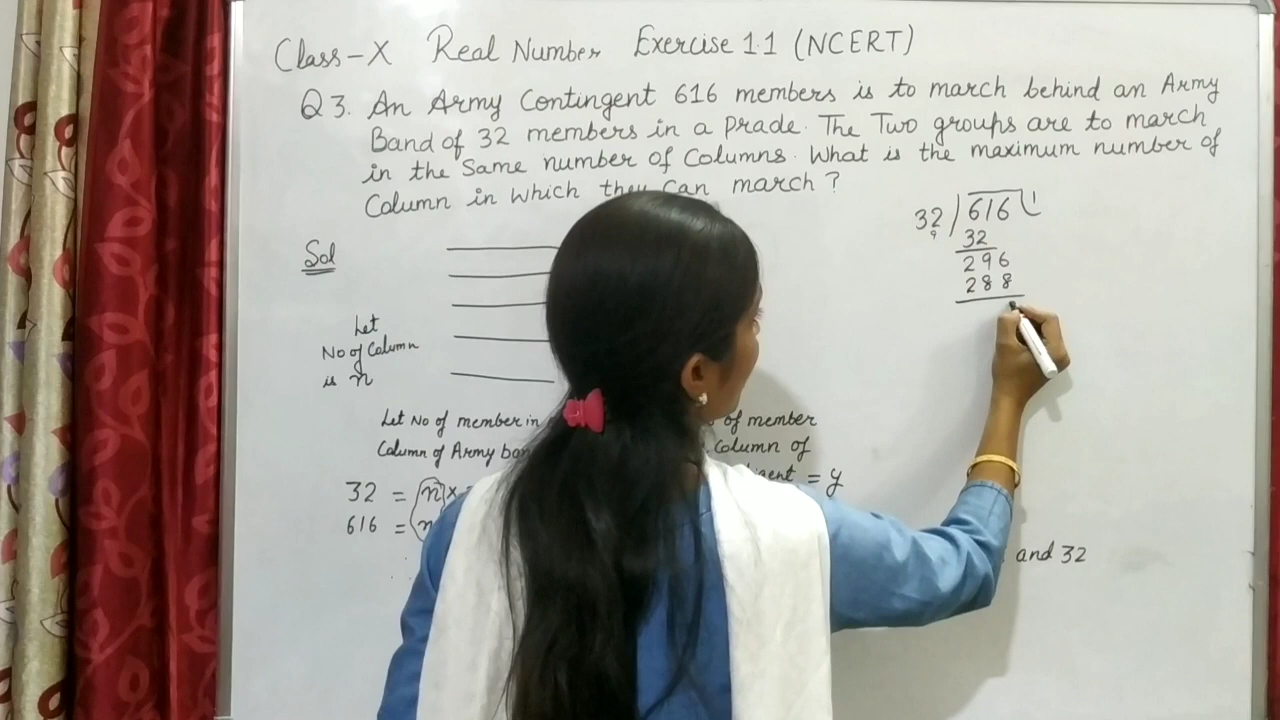 Class-X Real Number Exercise 1.1 (NCERT)
Q3. An Army Contingent 616 members is to march behind an Army
Band of 32 members in a prade. The Two groups are to march
in the Same number of Columns. What is the maximum number of
Column in which they Can march?
Sol
Let
No of Column
is n
32 ) 616 ( 1
9
32
296
288
Let No of member in of member
Column of Army Column of
= y
32 = n x
616 = n
and 32